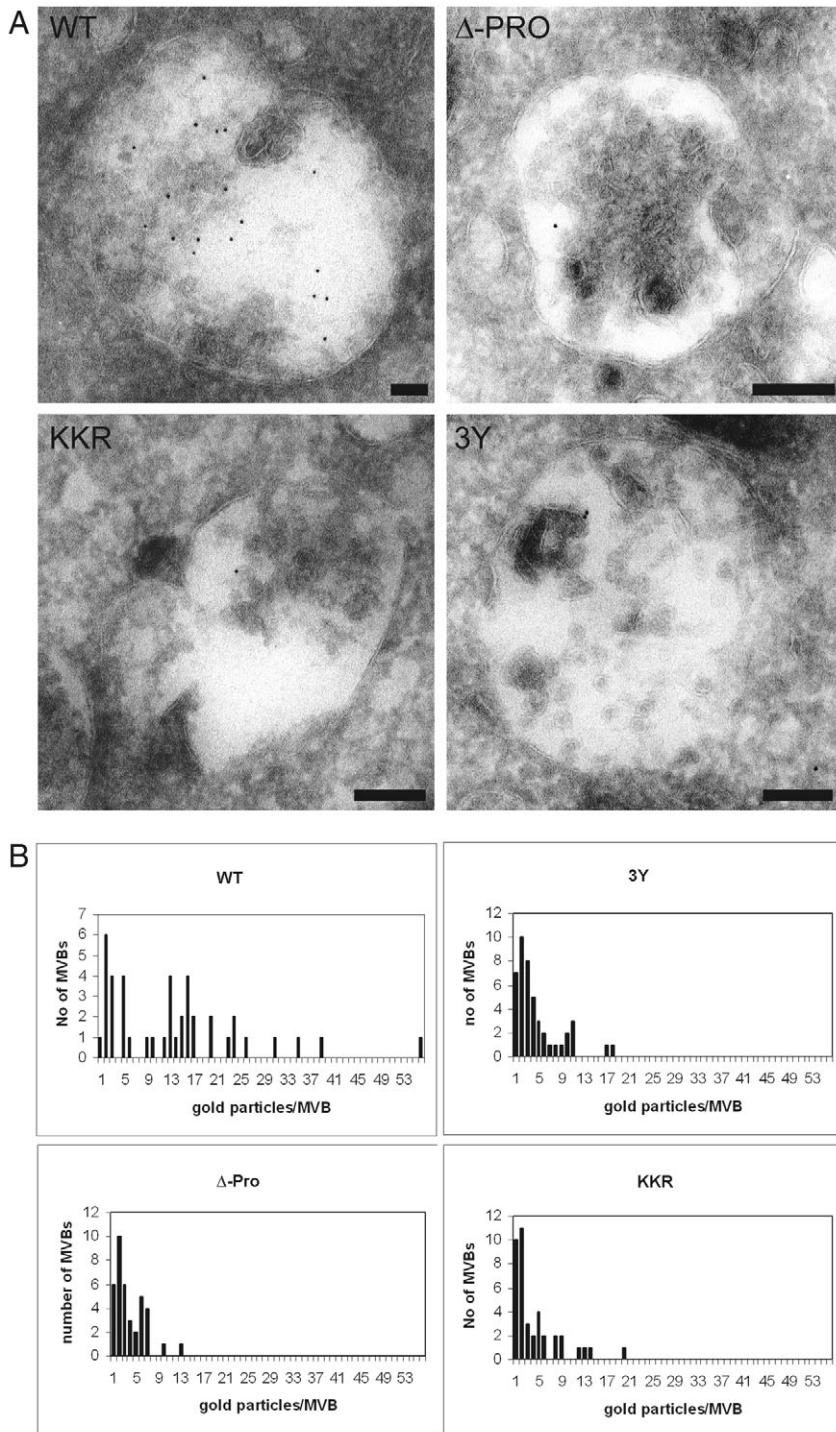 A
WT
Δ-PRO
KKR
3Y
B
WT
No of MVBs
7
6
5
4
3
2
1
0
1 5 9 13 17 21 25 29 33 37 41 45 49 53
gold particles/MVB
3Y
no of MVBs
12
10
8
6
4
2
0
1 5 9 13 17 21 25 29 33 37 41 45 49 53
gold particles/MVB
Δ-Pro
number of MVBs
12
10
8
6
4
2
0
1 5 9 13 17 21 25 29 33 37 41 45 49 53
gold particles/MVB
KKR
No of MVBs
12
10
8
6
4
2
0
1 5 9 13 17 21 25 29 33 37 41 45 49 53
gold particles/MVB